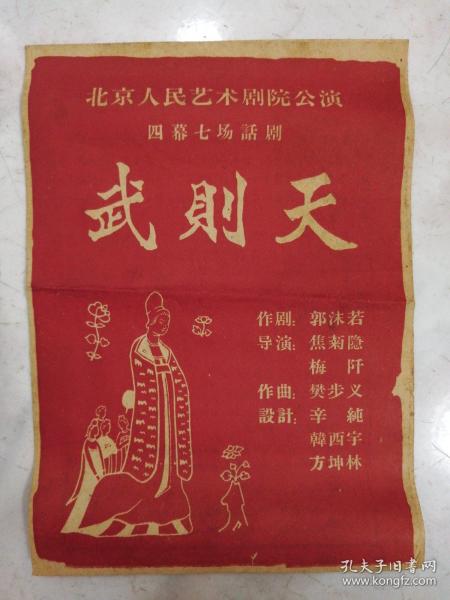 北京人民艺术剧院公演
四幕七场話剧
武則天
作剧：郭沫若
导演：焦菊隐
梅阡
作曲：樊步义
設計：辛純
韓西宇
方坤林
孔夫子旧书网
www.kongfz.com